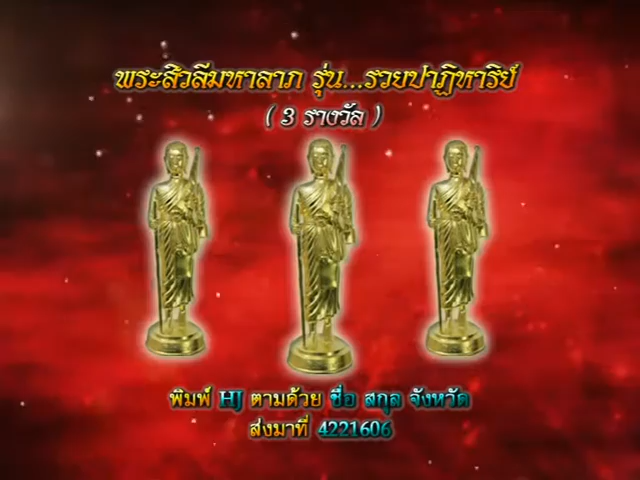 พระสิวลีมหาลาภ รุ่น...รวยปาฏิหาริย์
( 3 รางวัล )
พิมพ์ HJ ตามด้วย ชื่อ สกุล จังหวัด
ส่งมาที่ 4221606